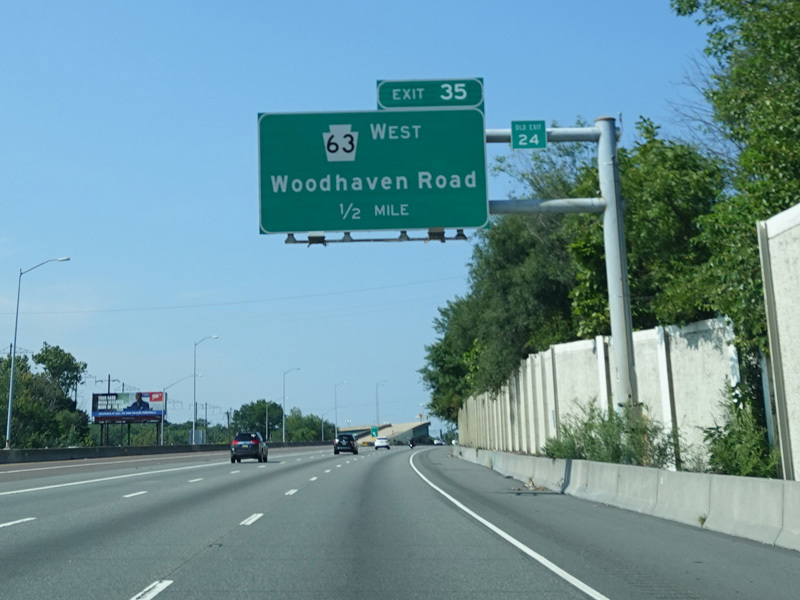 EXIT 35
OLD EXIT
24
63 WEST
Woodhaven Road
1/2 MILE